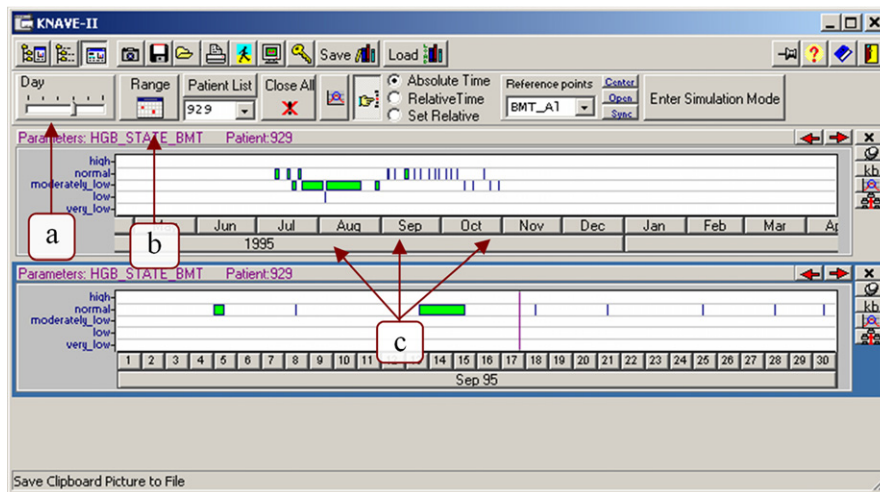 KNAVE-II
Save Load
Day Range Patient List Close All Absolute Time Reference points Center Enter Simulation Mode
929 RelativeTime BMT_A1 Open
Set Relative Sync
Parameters: HGB_STATE_BMT Patient:929
high
normal
moderately_low
low
very_low
kb
Jun Jul Aug Sep Oct Nov Dec Jan Feb Mar
1995
a
b
c
Parameters: HGB_STATE_BMT Patient:929
high
normal
moderately_low
low
very_low
kb
1 2 3 4 5 6 7 8 9 10 11 12 13 14 15 16 17 18 19 20 21 22 23 24 25 26 27 28 29 30
Sep 95
Save Clipboard Picture to File